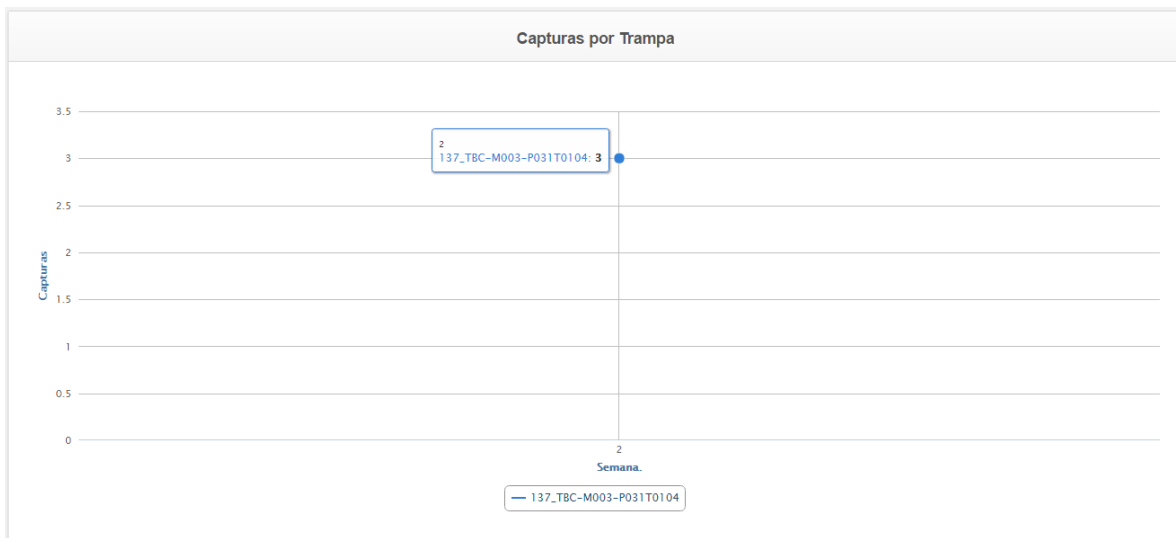 Capturas por Trampa
3.5
2
137_TBC-M003-P031T0104: 3
3
2.5
2
Capturas
1.5
1
0.5
0
2
Semana.
137_TBC-M003-P031T0104